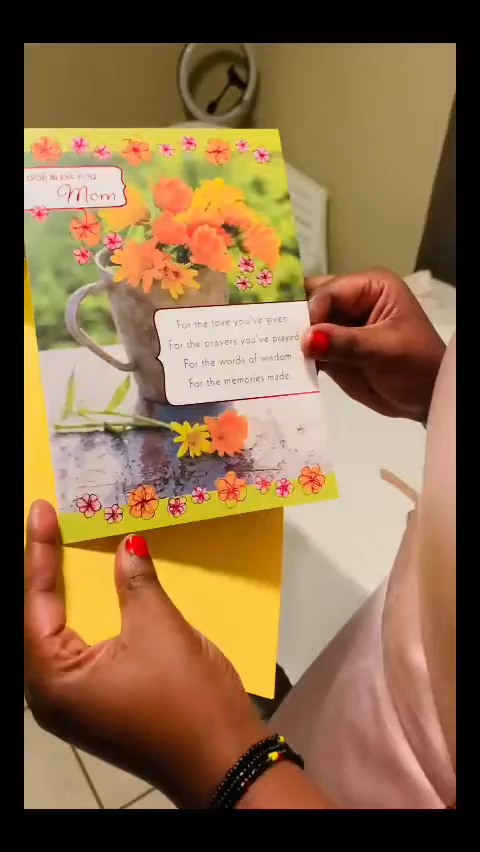 GOD BLESS YOU,
Mom
For the love you've given...
For the prayers you've prayed...
For the words of wisdom...
For the memories made.